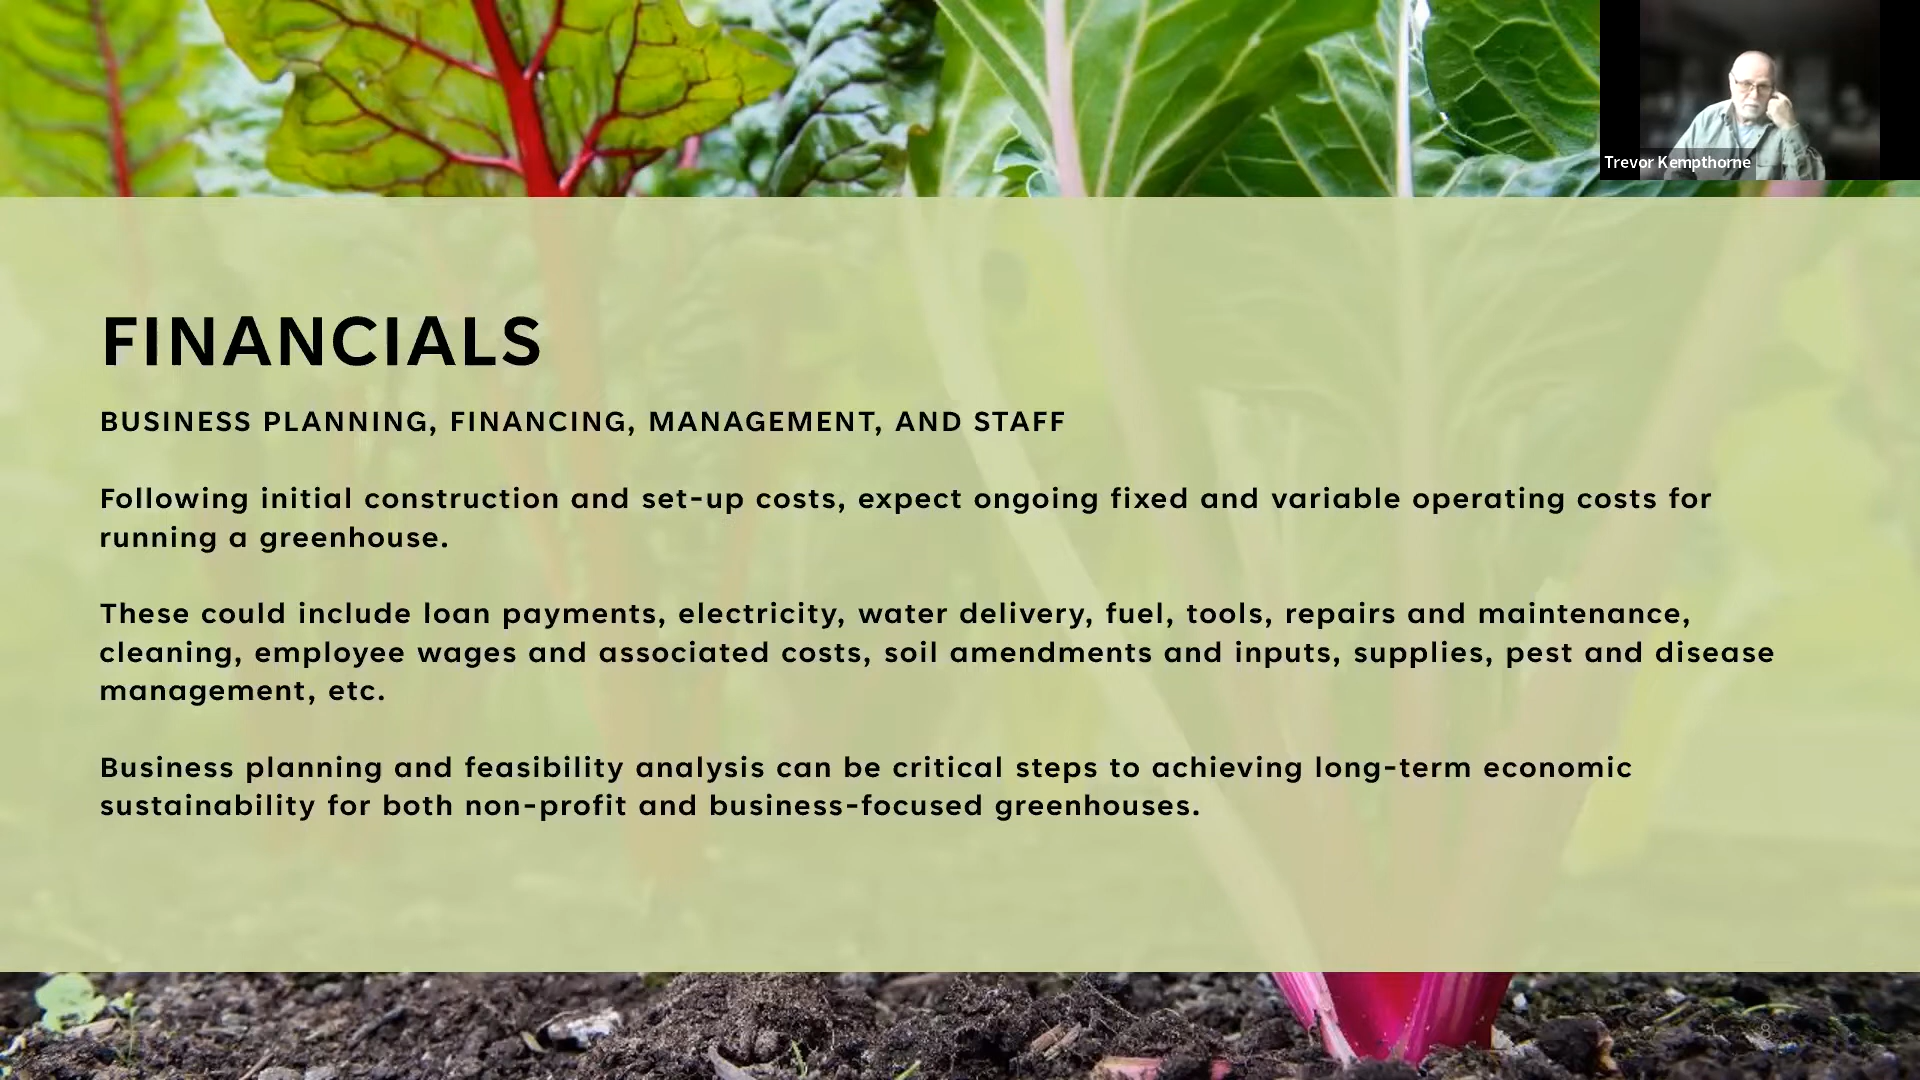 Trevor Kempthorne
FINANCIALS
BUSINESS PLANNING, FINANCING, MANAGEMENT, AND STAFF
Following initial construction and set-up costs, expect ongoing fixed and variable operating costs for
running a greenhouse.
These could include loan payments, electricity, water delivery, fuel, tools, repairs and maintenance,
cleaning, employee wages and associated costs, soil amendments and inputs, supplies, pest and disease
management, etc.
Business planning and feasibility analysis can be critical steps to achieving long-term economic
sustainability for both non-profit and business-focused greenhouses.